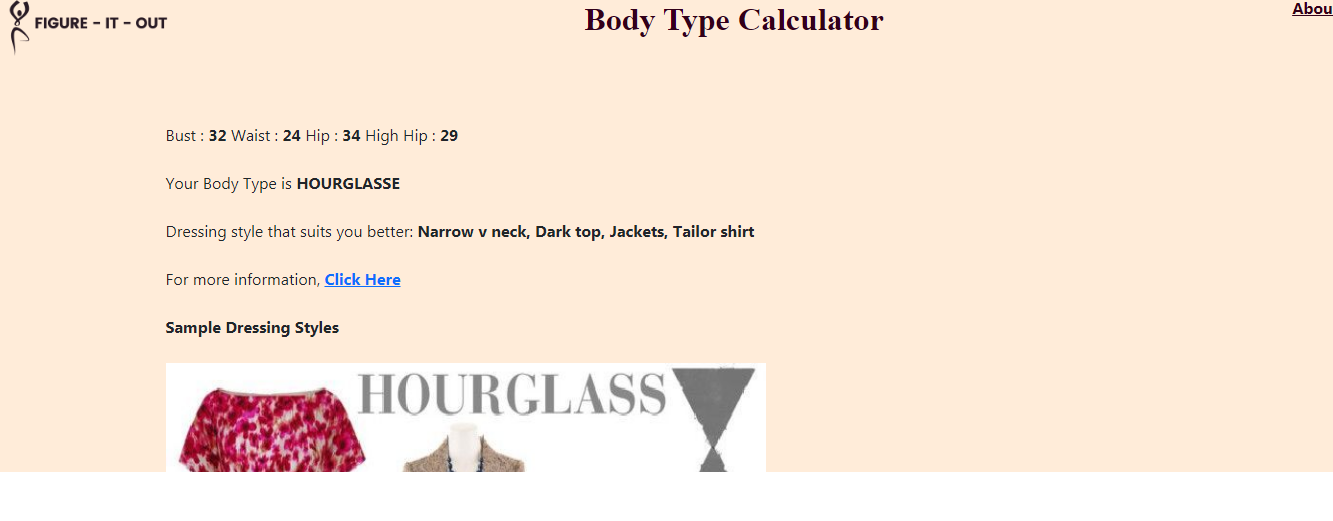 FIGURE - IT - OUT
Body Type Calculator
Abou
Bust : 32 Waist : 24 Hip : 34 High Hip : 29
Your Body Type is HOURGLASSE
Dressing style that suits you better: Narrow v neck, Dark top, Jackets, Tailor shirt
For more information, Click Here
Sample Dressing Styles
HOURGLASS